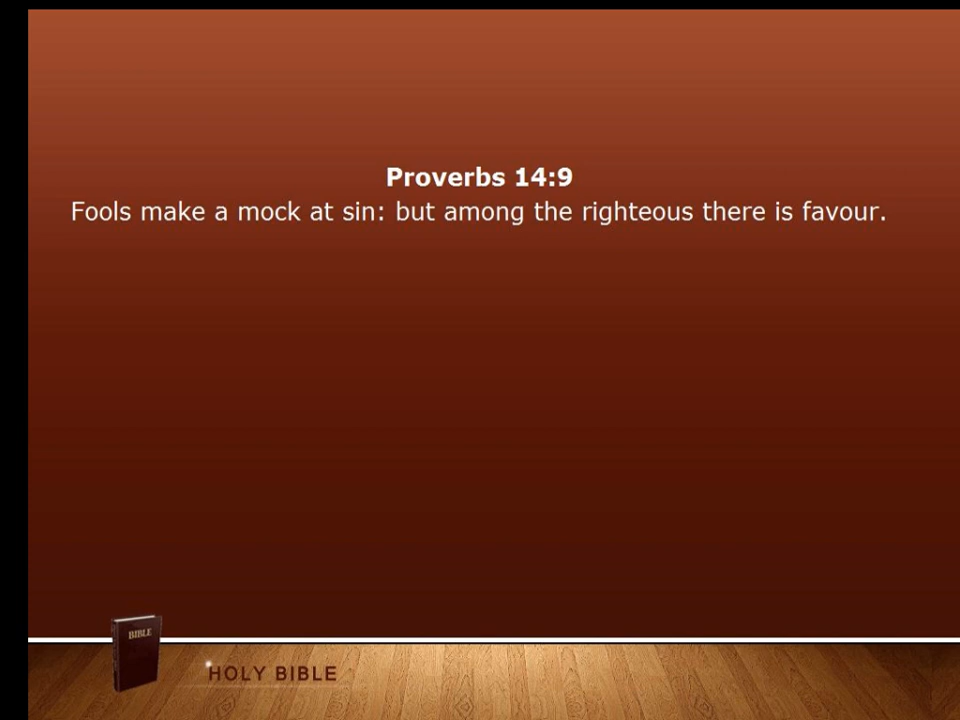 Proverbs 14:9
Fools make a mock at sin: but among the righteous there is favour.
BIBLE
HOLY BIBLE